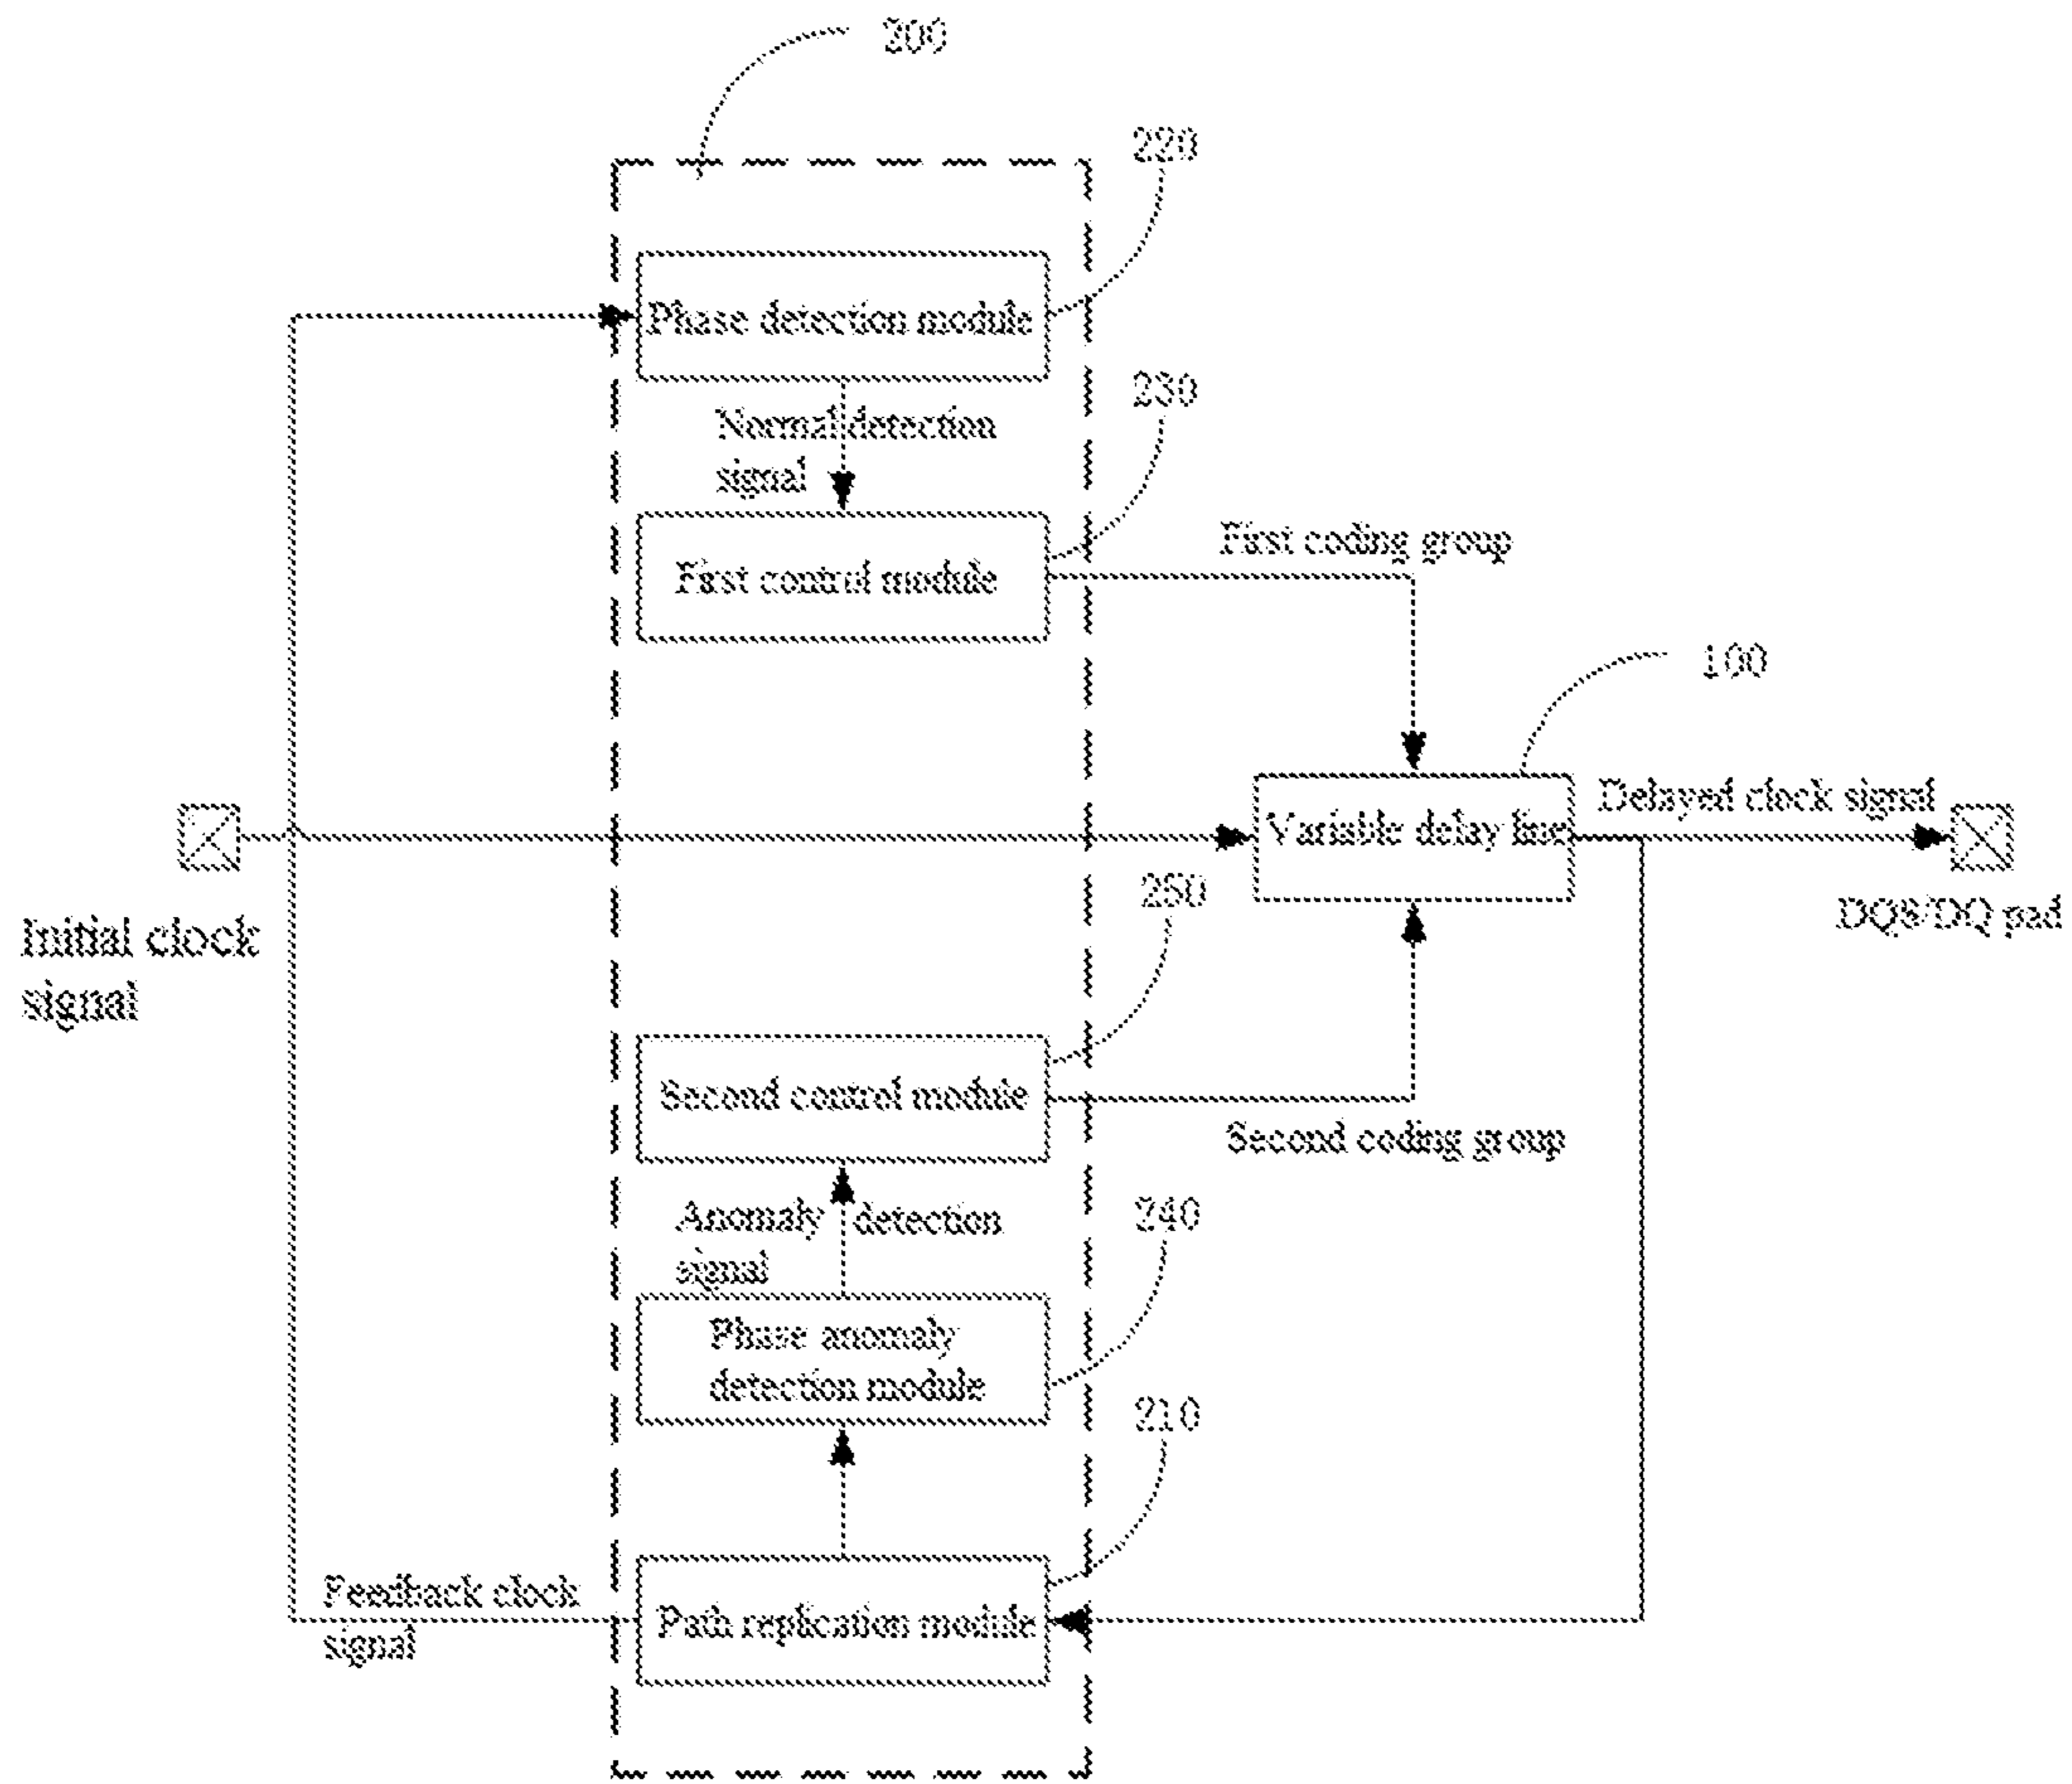 200
220
Phase detection module
230
Normal detection
signal
First coding group
First control module
100
Delayed clock signal
Variable delay line
250
DQS/DQ pad
Initial clock
signal
Second control module
Second coding group
Anomaly detection
signal
240
Phase anomaly
detection module
210
Feedback clock
signal
Path replication module